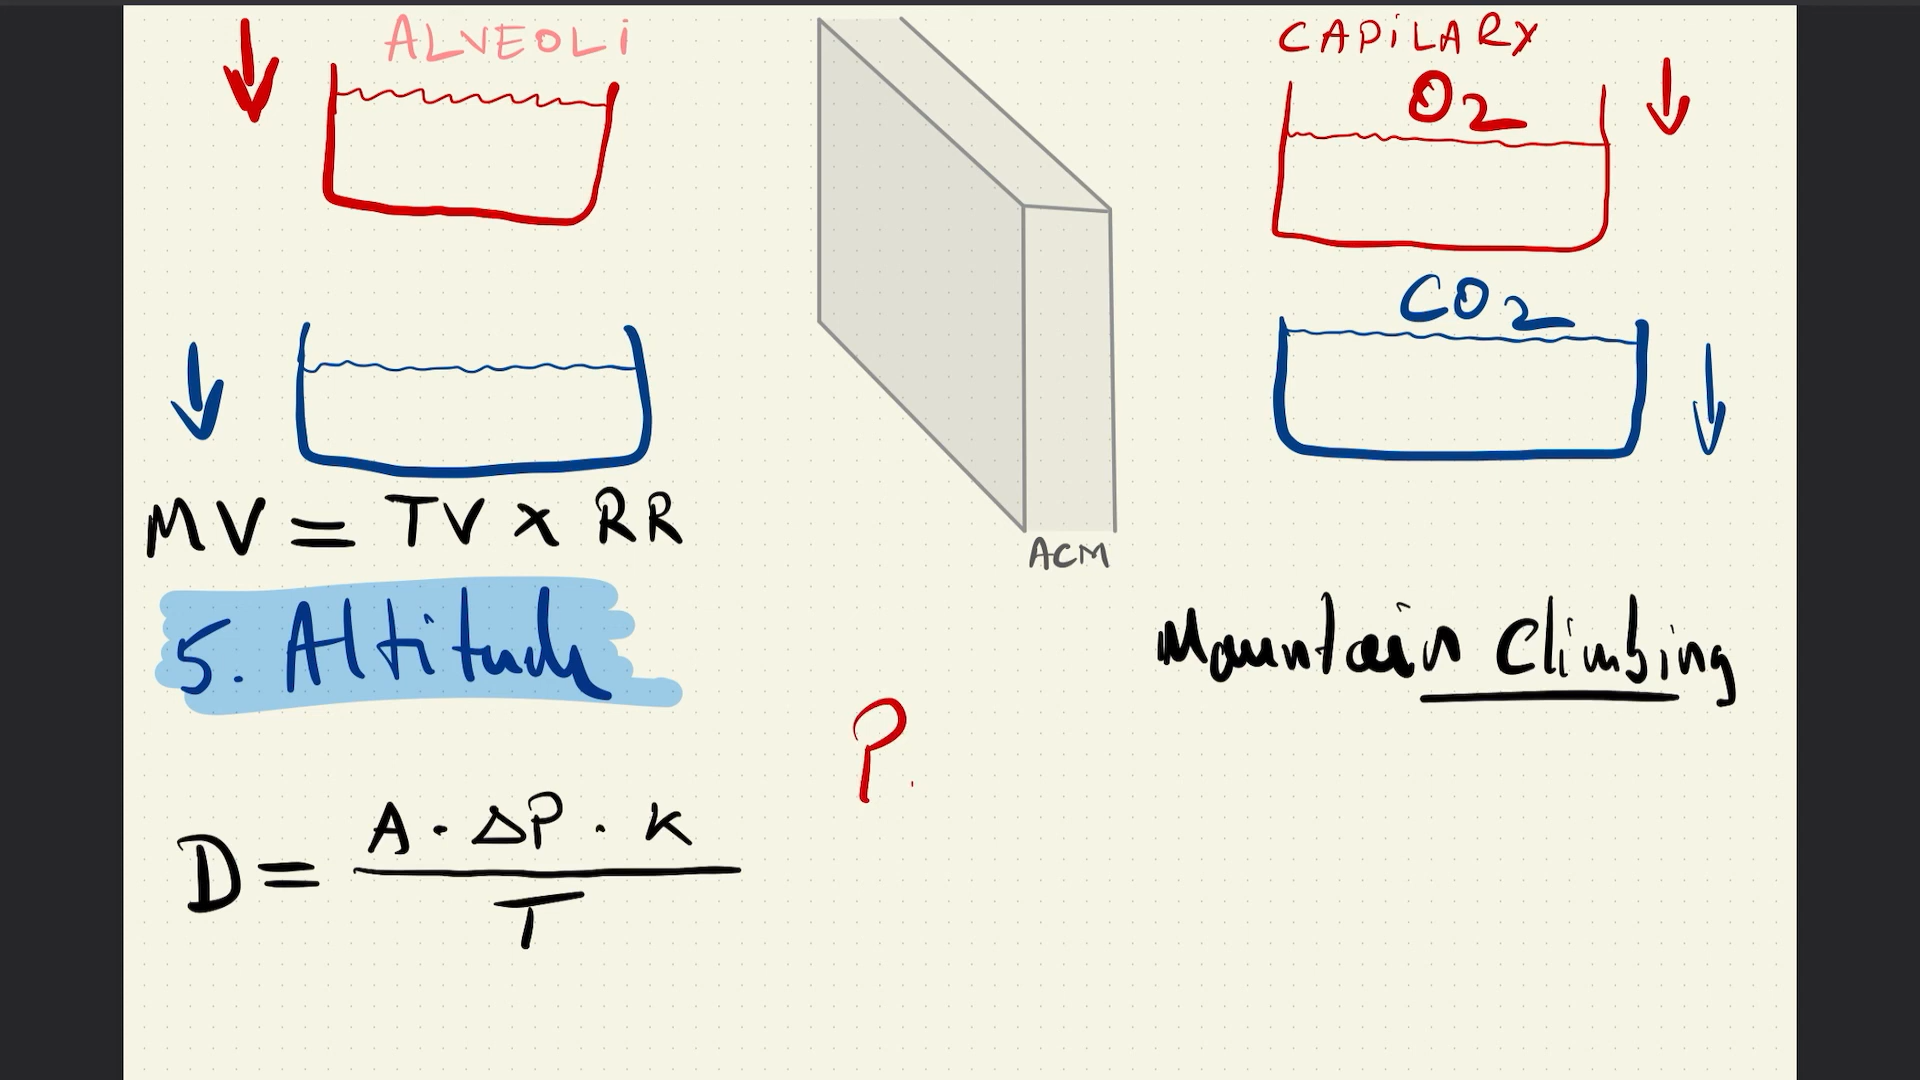 ALVEOLi
CAPiLARY
O2
CO2
MV = TV x RR
ACM
5. Altitude
Mountain Climbing
P
D = A · ΔP · K
T